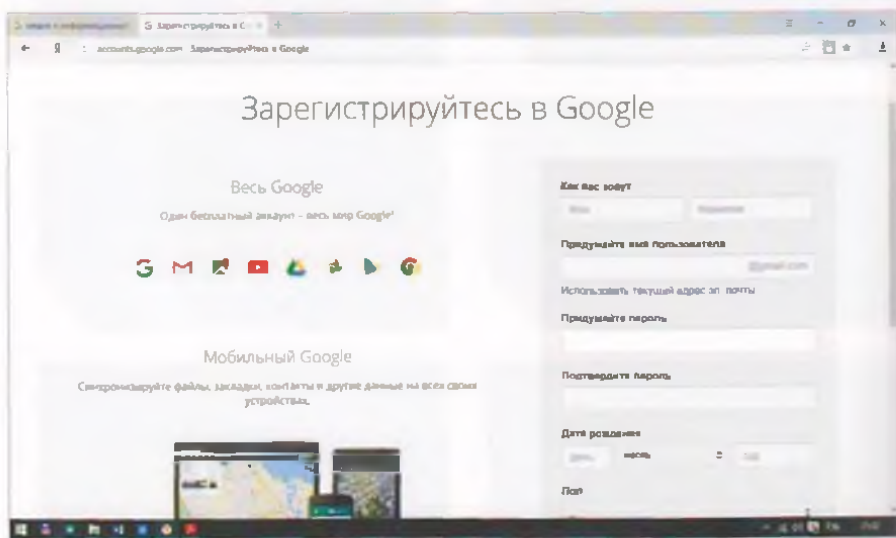 Зарегистрируйтесь в G
accounts.google.com Зарегистрируйтесь в Google
Зарегистрируйтесь в Google
Весь Google
Один бесплатный аккаунт – весь мир Google!
Мобильный Google
Синхронизируйте файлы, закладки, контакты и другие данные на всех своих
устройствах.
Как вас зовут
Имя Фамилия
Придумайте имя пользователя
@gmail.com
Использовать текущий адрес эл. почты
Придумайте пароль
Подтвердите пароль
Дата рождения
день месяц год
Пол